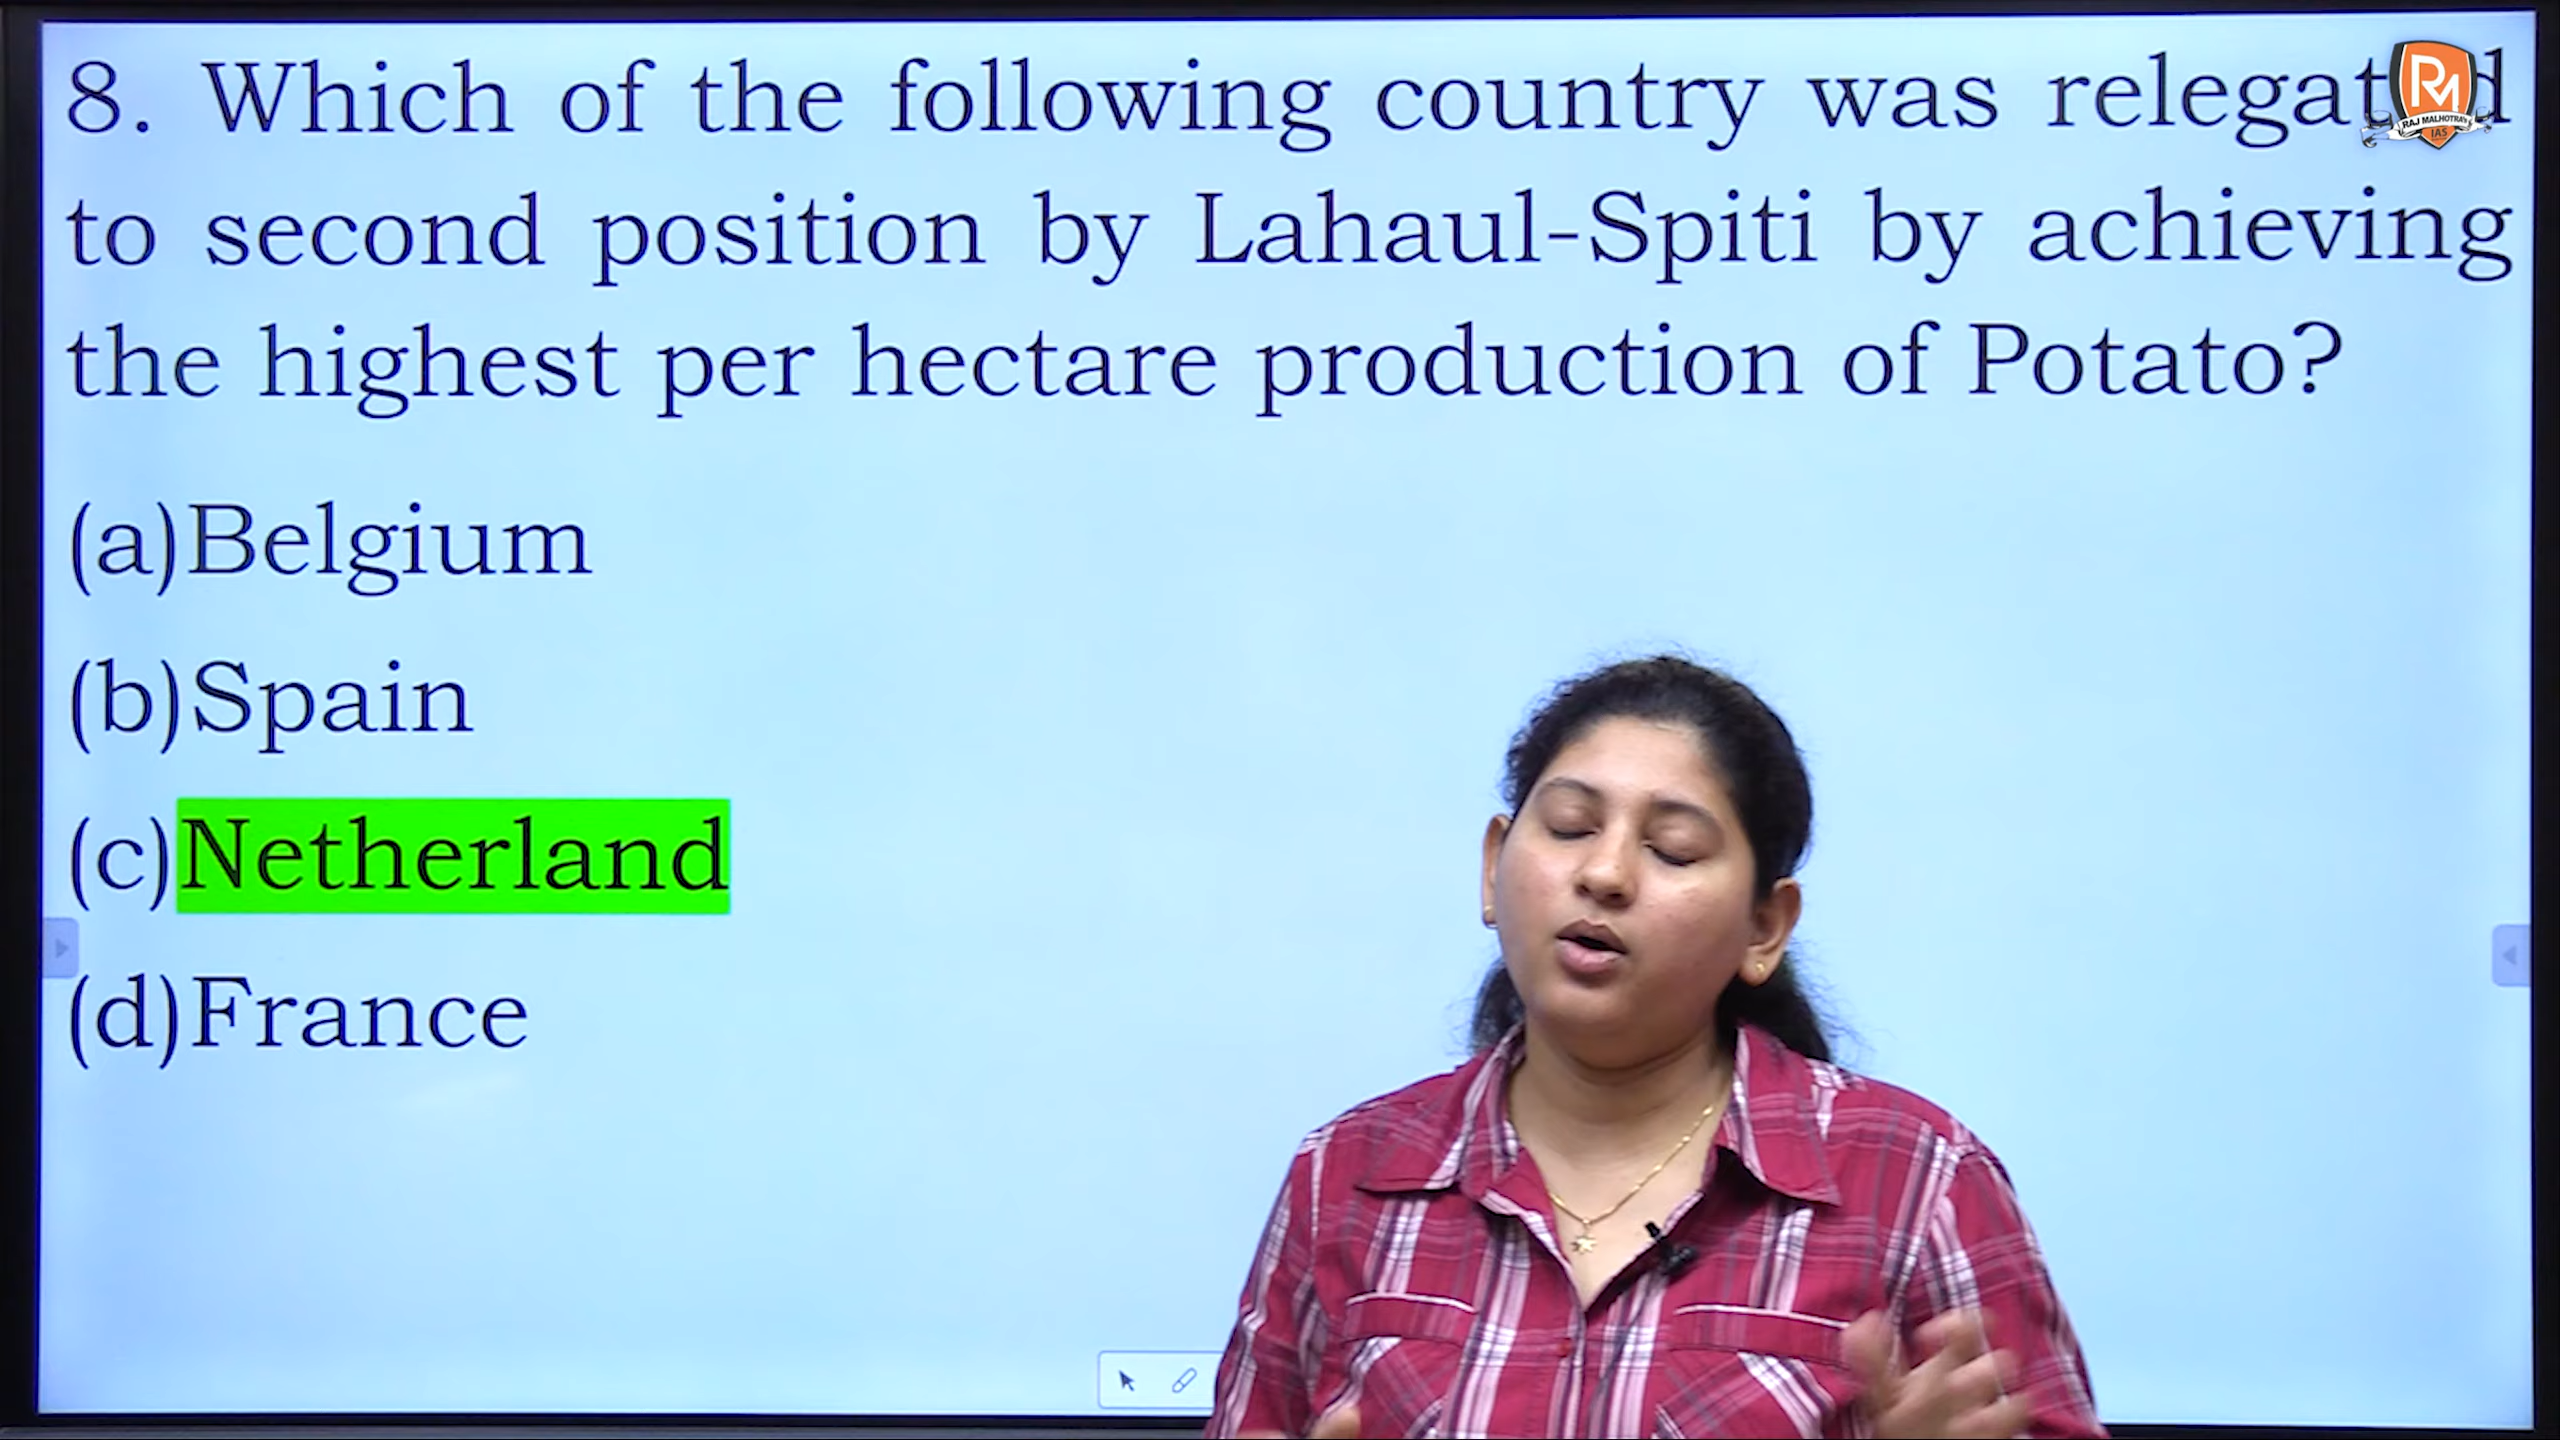 8. Which of the following country was relegated
to second position by Lahaul-Spiti by achieving
the highest per hectare production of Potato?
(a)Belgium
(b)Spain
(c)Netherland
(d)France
RM
RAJ MALHOTRA'S
IAS